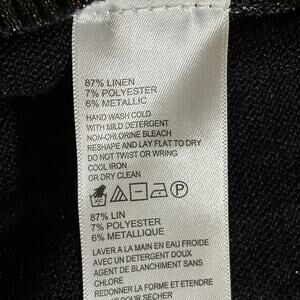 87% LINEN
7% POLYESTER
6% METALLIC
HAND WASH COLD
WITH MILD DETERGENT
NON-CHLORINE BLEACH
RESHAPE AND LAY FLAT TO DRY
DO NOT TWIST OR WRING
COOL IRON
OR DRY CLEAN
P
87% LIN
7% POLYESTER
6% METALLIQUE
LAVER A LA MAIN EN EAU FROIDE
AVEC UN DETERGENT DOUX
AGENT DE BLANCHIMENT SANS
CHLORE
REDONNER LA FORME ET ETENDRE
POUR SECHER